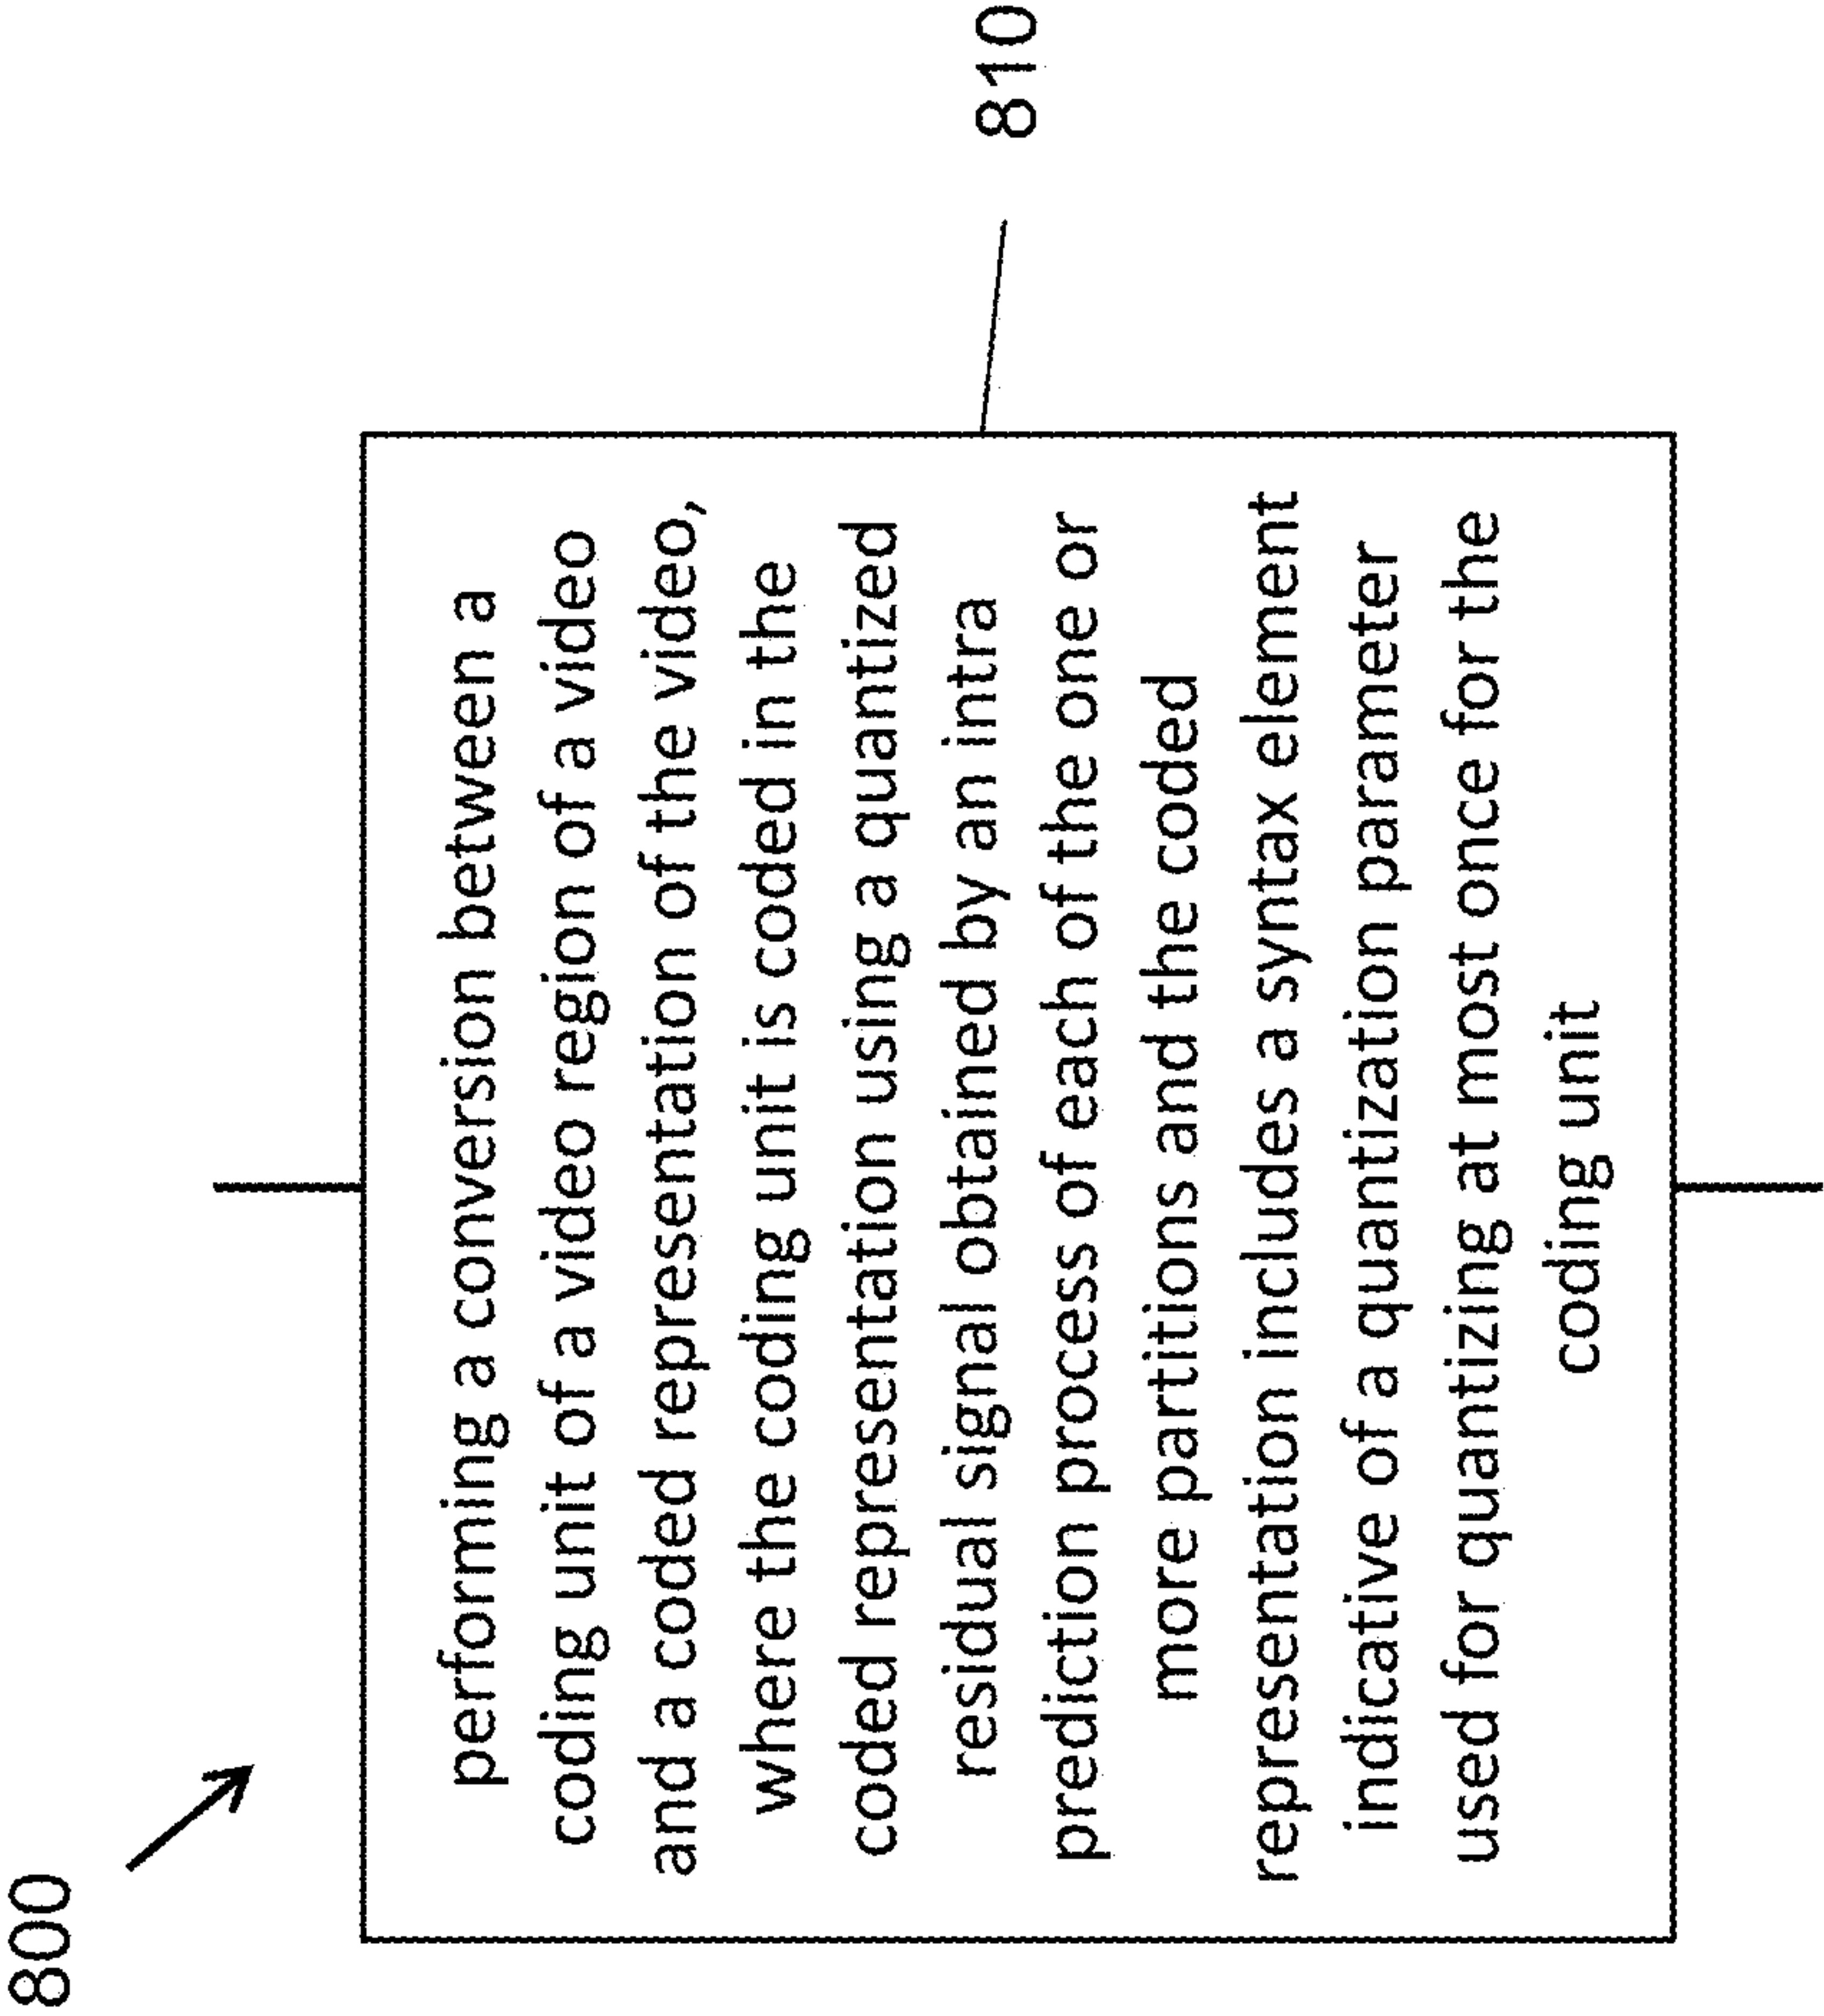 800
performing a conversion between a
coding unit of a video region of a video
and a coded representation of the video,
where the coding unit is coded in the
coded representation using a quantized
residual signal obtained by an intra
prediction process of each of the one or
more partitions and the coded
representation includes a syntax element
indicative of a quantization parameter
used for quantizing at most once for the
coding unit
810